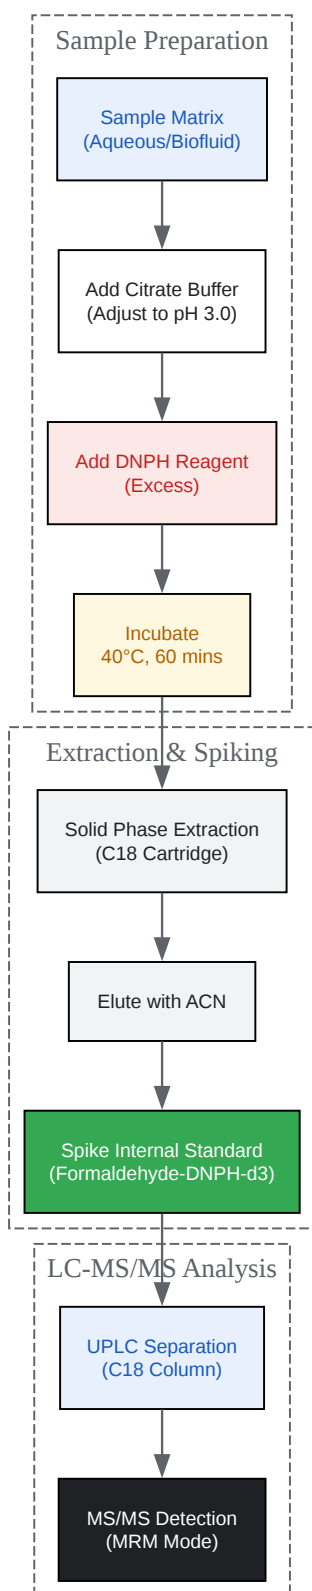 Sample Preparation
Sample Matrix
(Aqueous/Biofluid)
Add Citrate Buffer
(Adjust to pH 3.0)
Add DNPH Reagent
(Excess)
Incubate
40°C, 60 mins
Extraction & Spiking
Solid Phase Extraction
(C18 Cartridge)
Elute with ACN
Spike Internal Standard
(Formaldehyde-DNPH-d3)
LC-MS/MS Analysis
UPLC Separation
(C18 Column)
MS/MS Detection
(MRM Mode)